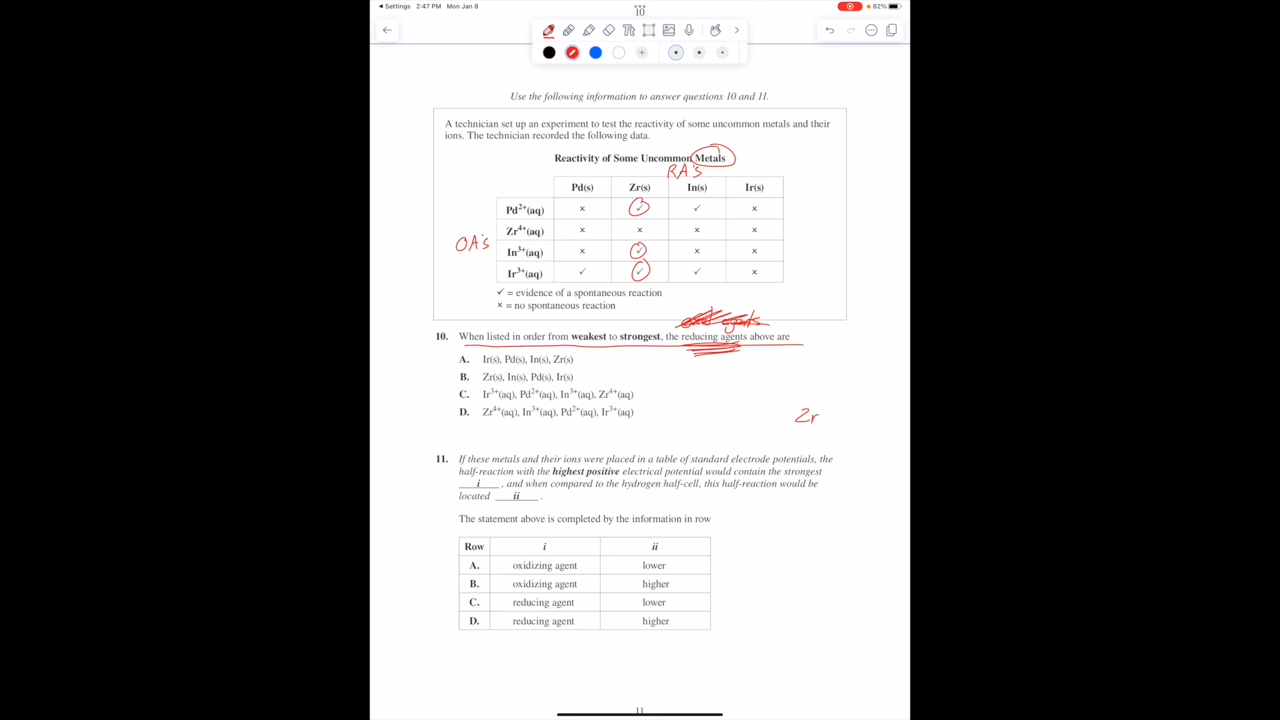 Settings 2:47 PM Mon Jan 8 82%
10
Use the following information to answer questions 10 and 11.
A technician set up an experiment to test the reactivity of some uncommon metals and their
ions. The technician recorded the following data.
Reactivity of Some Uncommon Metals
RA's
Pd(s) Zr(s) In(s) Ir(s)
Pd²⁺(aq) × ✓ ✓ ×
Zr⁴⁺(aq) × × × ×
OA's
In³⁺(aq) × ✓ × ×
Ir³⁺(aq) ✓ ✓ ✓ ×
✓ = evidence of a spontaneous reaction
× = no spontaneous reaction
agents
10. When listed in order from weakest to strongest, the reducing agents above are
A. Ir(s), Pd(s), In(s), Zr(s)
B. Zr(s), In(s), Pd(s), Ir(s)
C. Ir³⁺(aq), Pd²⁺(aq), In³⁺(aq), Zr⁴⁺(aq)
D. Zr⁴⁺(aq), In³⁺(aq), Pd²⁺(aq), Ir³⁺(aq)
Zr
11. If these metals and their ions were placed in a table of standard electrode potentials, the
half-reaction with the highest positive electrical potential would contain the strongest
i , and when compared to the hydrogen half-cell, this half-reaction would be
located ii .
The statement above is completed by the information in row
Row i ii
A. oxidizing agent lower
B. oxidizing agent higher
C. reducing agent lower
D. reducing agent higher